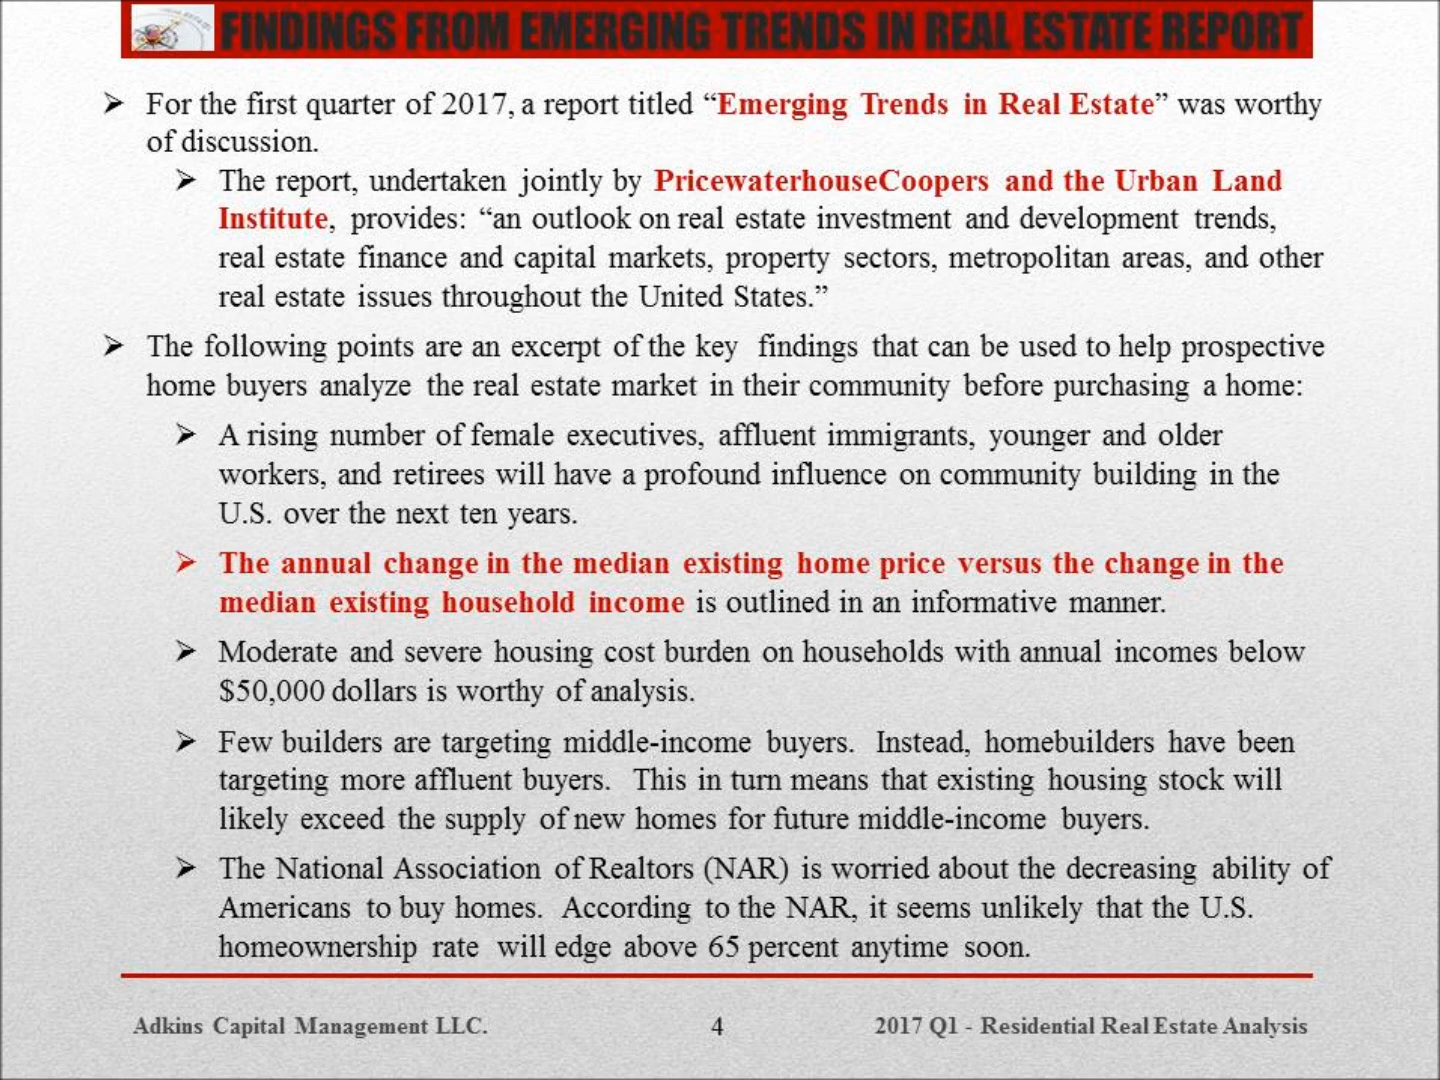 FINDINGS FROM EMERGING TRENDS IN REAL ESTATE REPORT
➢ For the first quarter of 2017, a report titled “Emerging Trends in Real Estate” was worthy
of discussion.
➢ The report, undertaken jointly by PricewaterhouseCoopers and the Urban Land
Institute, provides: “an outlook on real estate investment and development trends,
real estate finance and capital markets, property sectors, metropolitan areas, and other
real estate issues throughout the United States.”
➢ The following points are an excerpt of the key findings that can be used to help prospective
home buyers analyze the real estate market in their community before purchasing a home:
➢ A rising number of female executives, affluent immigrants, younger and older
workers, and retirees will have a profound influence on community building in the
U.S. over the next ten years.
➢ The annual change in the median existing home price versus the change in the
median existing household income is outlined in an informative manner.
➢ Moderate and severe housing cost burden on households with annual incomes below
$50,000 dollars is worthy of analysis.
➢ Few builders are targeting middle-income buyers. Instead, homebuilders have been
targeting more affluent buyers. This in turn means that existing housing stock will
likely exceed the supply of new homes for future middle-income buyers.
➢ The National Association of Realtors (NAR) is worried about the decreasing ability of
Americans to buy homes. According to the NAR, it seems unlikely that the U.S.
homeownership rate will edge above 65 percent anytime soon.
Adkins Capital Management LLC. 4 2017 Q1 - Residential Real Estate Analysis